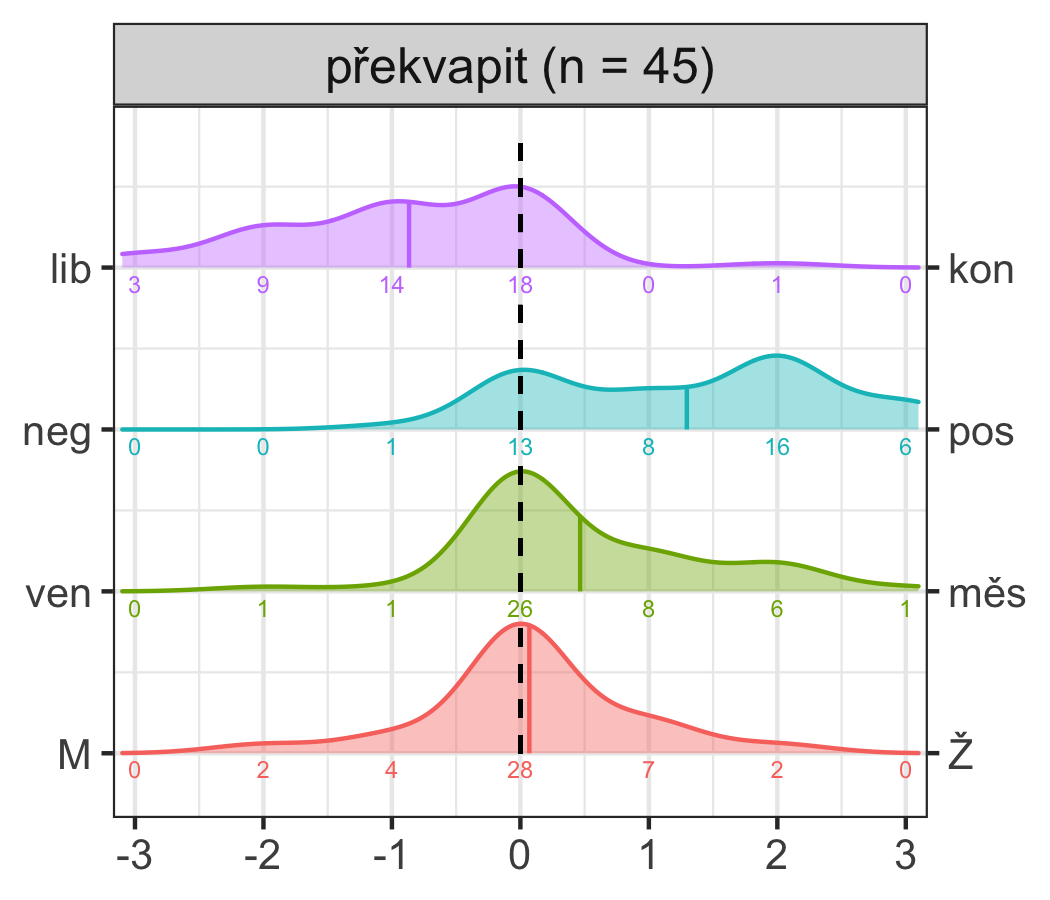 překvapit (n = 45)
lib kon
3 9 14 18 0 1 0
neg pos
0 0 1 13 8 16 6
ven měs
0 1 1 26 8 6 1
M Ž
0 2 4 28 7 2 0
-3 -2 -1 0 1 2 3